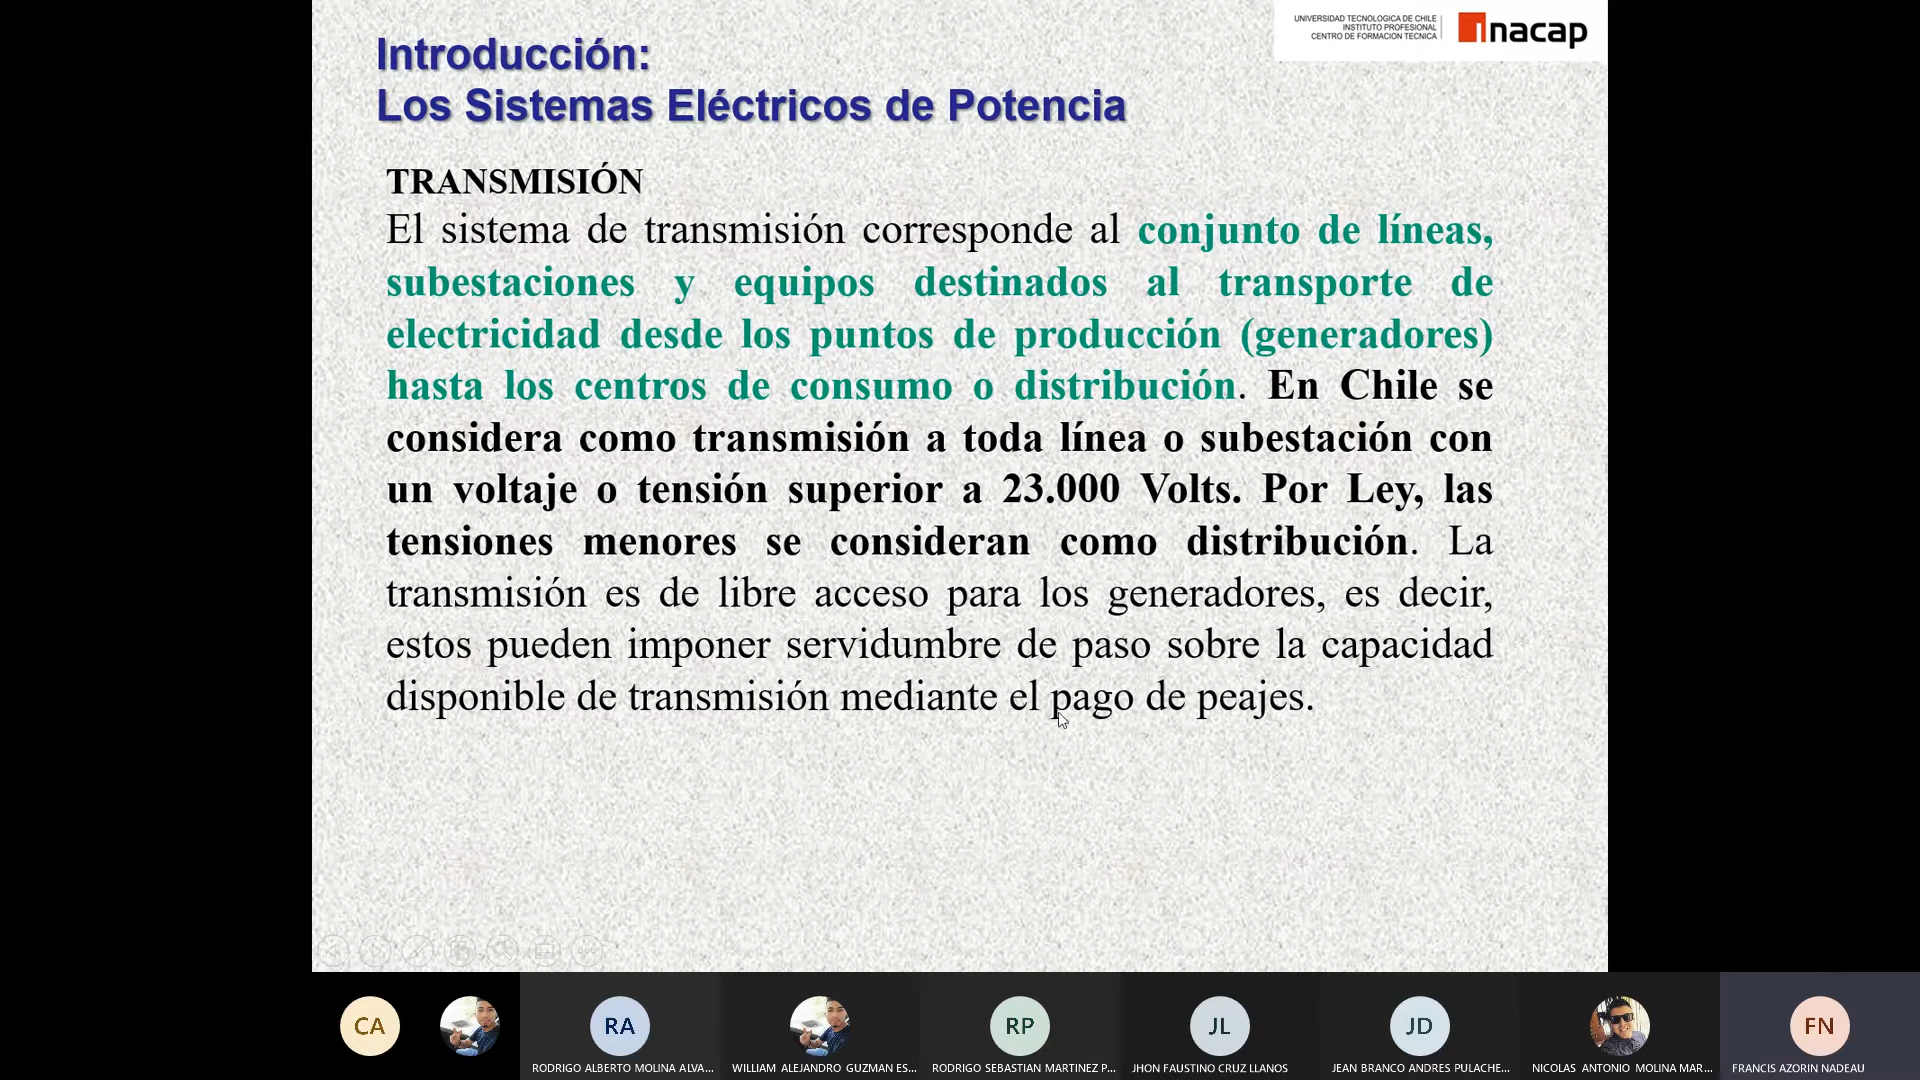 UNIVERSIDAD TECNOLOGICA DE CHILE
INSTITUTO PROFESIONAL
CENTRO DE FORMACION TECNICA
ınacap
Introducción:
Los Sistemas Eléctricos de Potencia
TRANSMISIÓN
El sistema de transmisión corresponde al conjunto de líneas,
subestaciones y equipos destinados al transporte de
electricidad desde los puntos de producción (generadores)
hasta los centros de consumo o distribución. En Chile se
considera como transmisión a toda línea o subestación con
un voltaje o tensión superior a 23.000 Volts. Por Ley, las
tensiones menores se consideran como distribución. La
transmisión es de libre acceso para los generadores, es decir,
estos pueden imponer servidumbre de paso sobre la capacidad
disponible de transmisión mediante el pago de peajes.
CA
RA
RP
JL
JD
FN
RODRIGO ALBERTO MOLINA ALVA...
WILLIAM ALEJANDRO GUZMAN ES...
RODRIGO SEBASTIAN MARTINEZ P...
JHON FAUSTINO CRUZ LLANOS
JEAN BRANCO ANDRES PULACHE...
NICOLAS ANTONIO MOLINA MAR...
FRANCIS AZORIN NADEAU